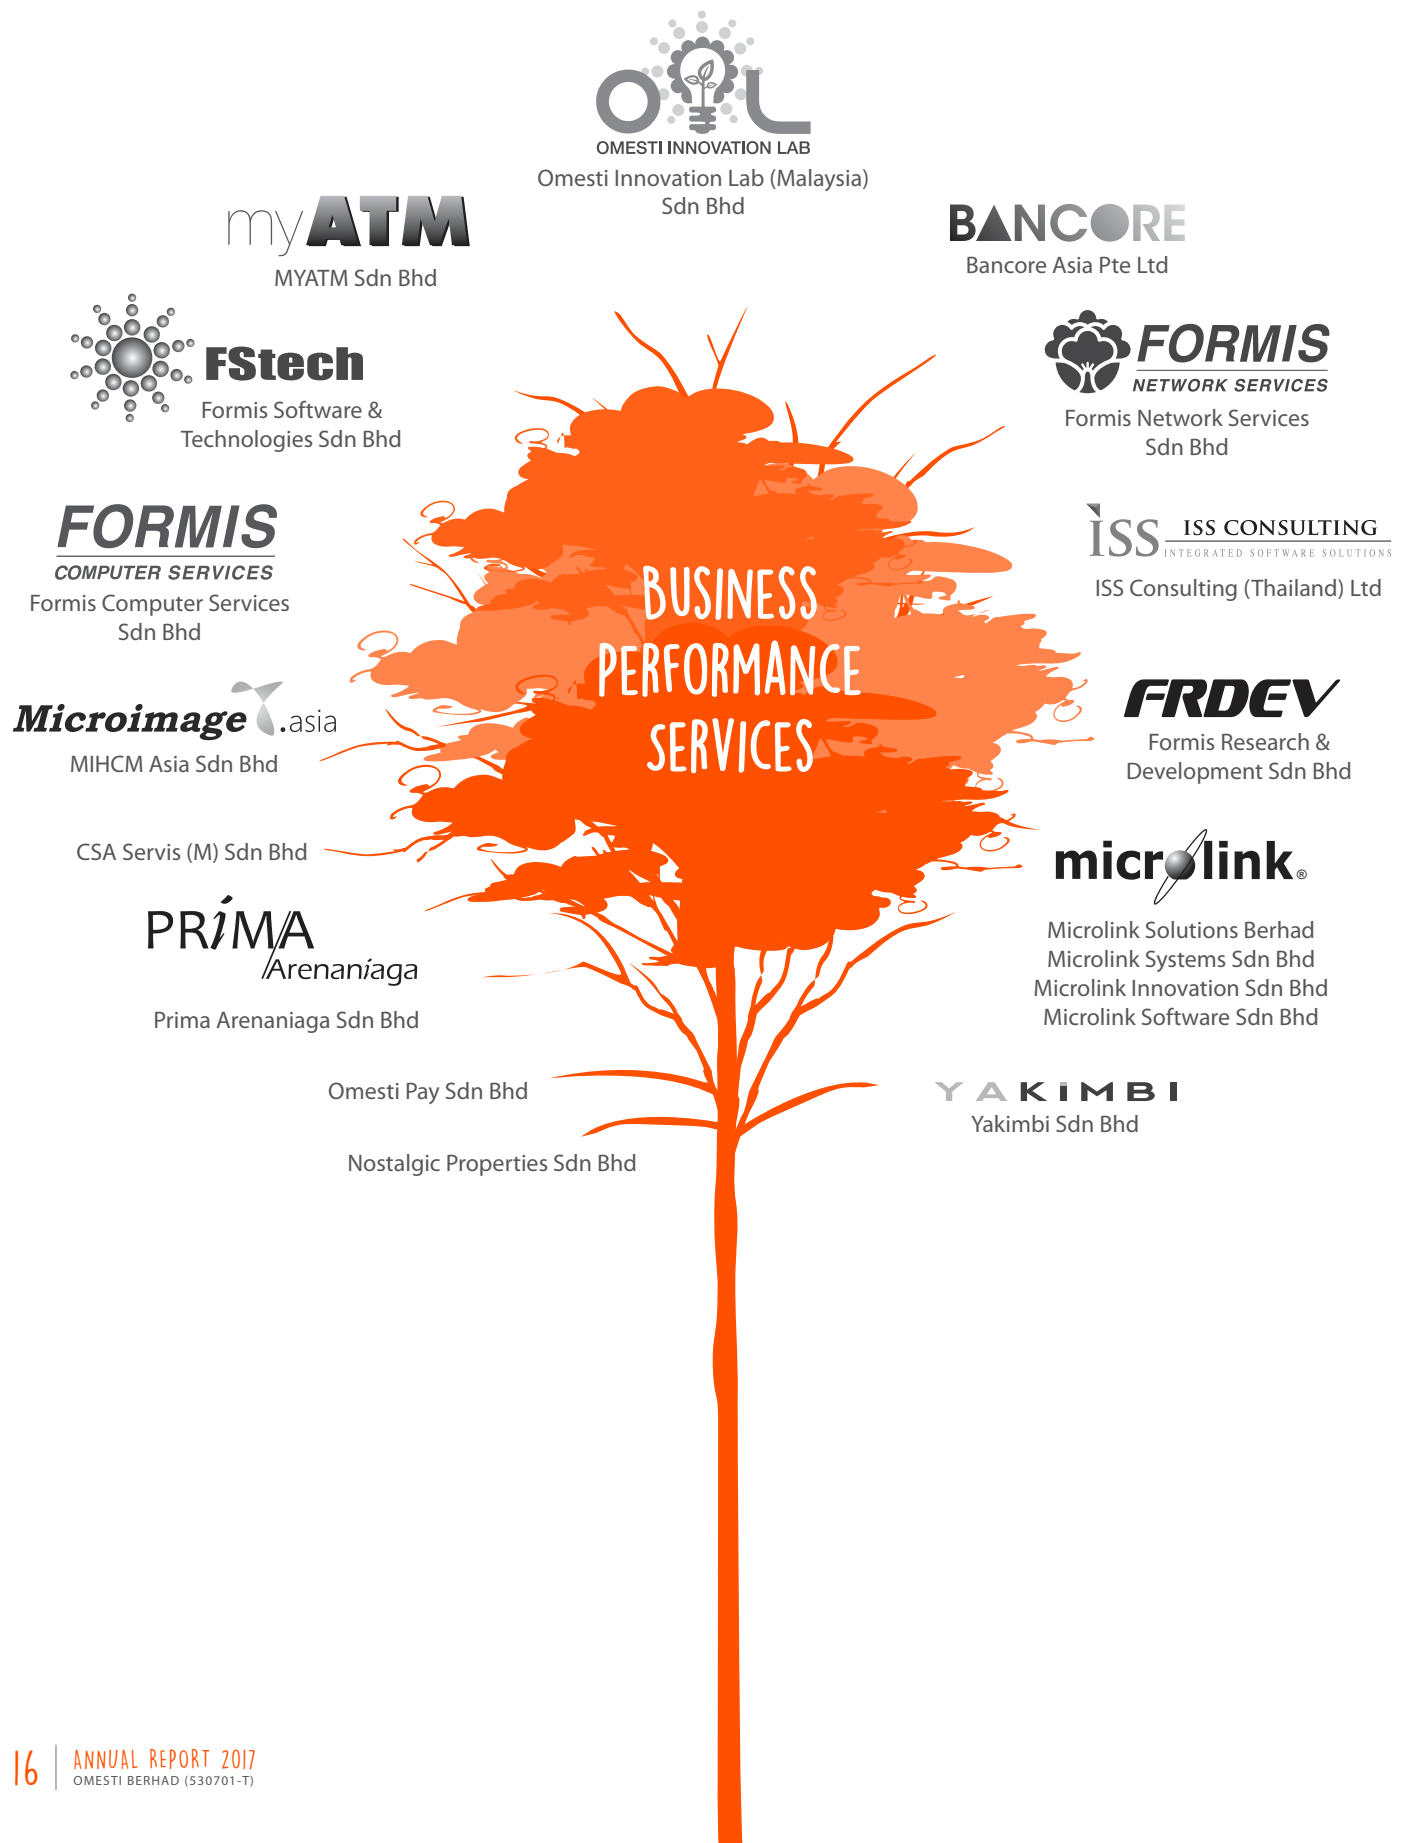 OIL
OMESTI INNOVATION LAB
Omesti Innovation Lab (Malaysia)
Sdn Bhd
myATM
MYATM Sdn Bhd
BANCORE
Bancore Asia Pte Ltd
FStech
Formis Software &
Technologies Sdn Bhd
FORMIS
NETWORK SERVICES
Formis Network Services
Sdn Bhd
FORMIS
COMPUTER SERVICES
Formis Computer Services
Sdn Bhd
iss ISS CONSULTING
INTEGRATED SOFTWARE SOLUTIONS
ISS Consulting (Thailand) Ltd
BUSINESS
PERFORMANCE
SERVICES
Microimage .asia
MIHCM Asia Sdn Bhd
FRDEV
Formis Research &
Development Sdn Bhd
CSA Servis (M) Sdn Bhd
microlink®
Microlink Solutions Berhad
Microlink Systems Sdn Bhd
Microlink Innovation Sdn Bhd
Microlink Software Sdn Bhd
PRíMA
Arenaníaga
Prima Arenaniaga Sdn Bhd
Omesti Pay Sdn Bhd
YAKiMBI
Yakimbi Sdn Bhd
Nostalgic Properties Sdn Bhd
16
ANNUAL REPORT 2017
OMESTI BERHAD (530701-T)